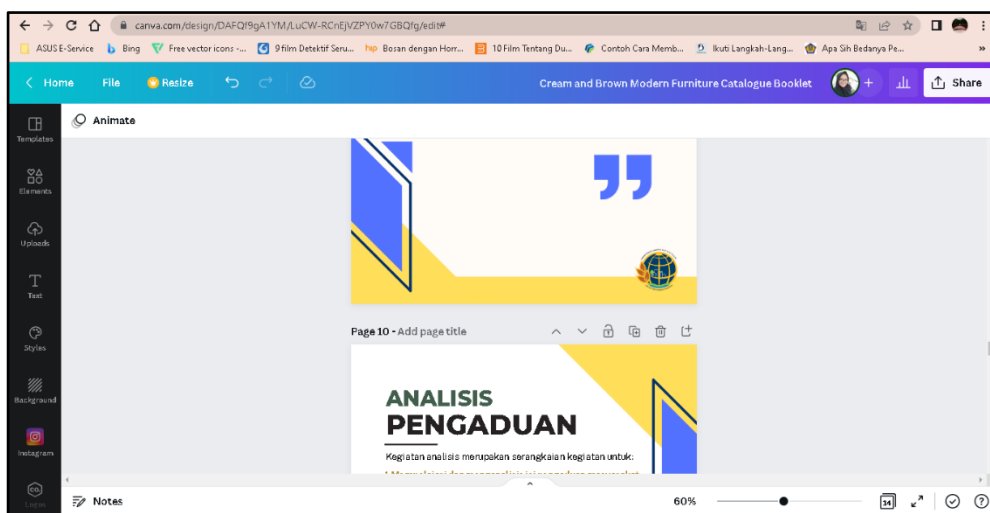 canva.com/design/DAFQf9gA1YM/LuCW-RCnEjVZPY0w7GBQfg/edit#
ASUS E-Service
Bing
Free vector icons -...
9 film Detektif Seru...
Bosan dengan Horr...
10 Film Tentang Du...
Contoh Cara Memb...
Ikuti Langkah-Lang...
Apa Sih Bedanya Pe...
»
Home
File
Resize
Cream and Brown Modern Furniture Catalogue Booklet
+
Share
Templates
Animate
Elements
Uploads
Text
Styles
Background
Instagram
Page 10 - Add page title
ANALISIS
PENGADUAN
Kegiatan analisis merupakan serangkaian kegiatan untuk:
Notes
60%
34
?